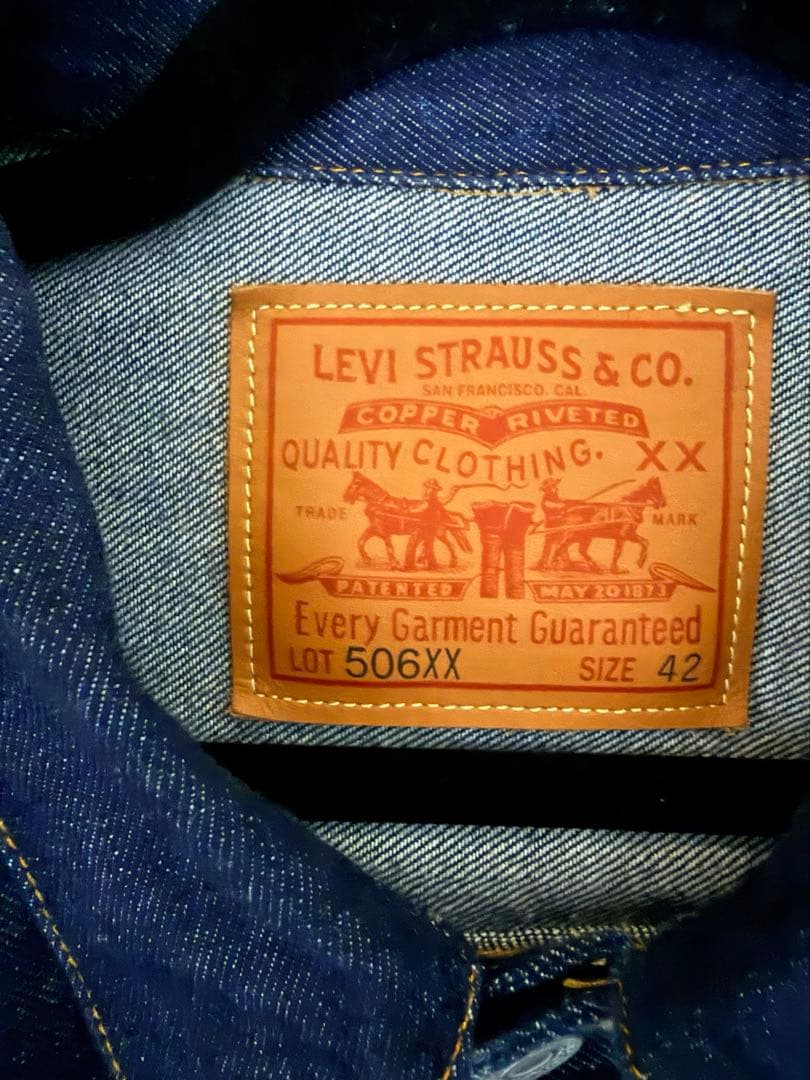 LEVI STRAUSS & CO.
SAN FRANCISCO, CAL.
COPPER RIVETED
QUALITY CLOTHING. XX
TRADE MARK
PATENTED MAY 20 1873
Every Garment Guaranteed
LOT 506XX SIZE 42